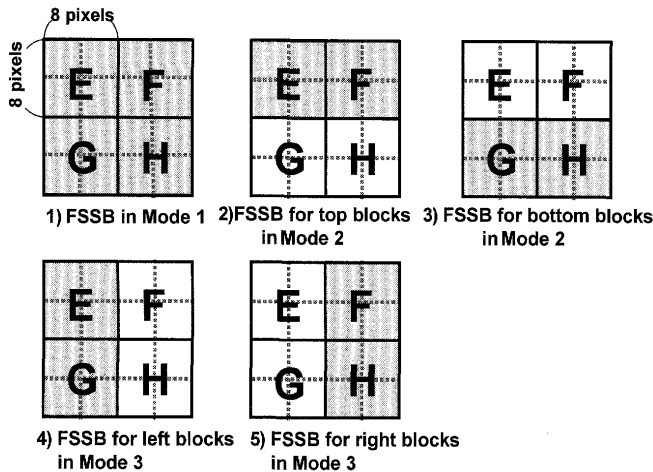 8 pixels
8 pixels
E F
G H
E F
G H
E F
G H
1) FSSB in Mode 1
2)FSSB for top blocks
in Mode 2
3) FSSB for bottom blocks
in Mode 2
E F
G H
E F
G H
4) FSSB for left blocks
in Mode 3
5) FSSB for right blocks
in Mode 3